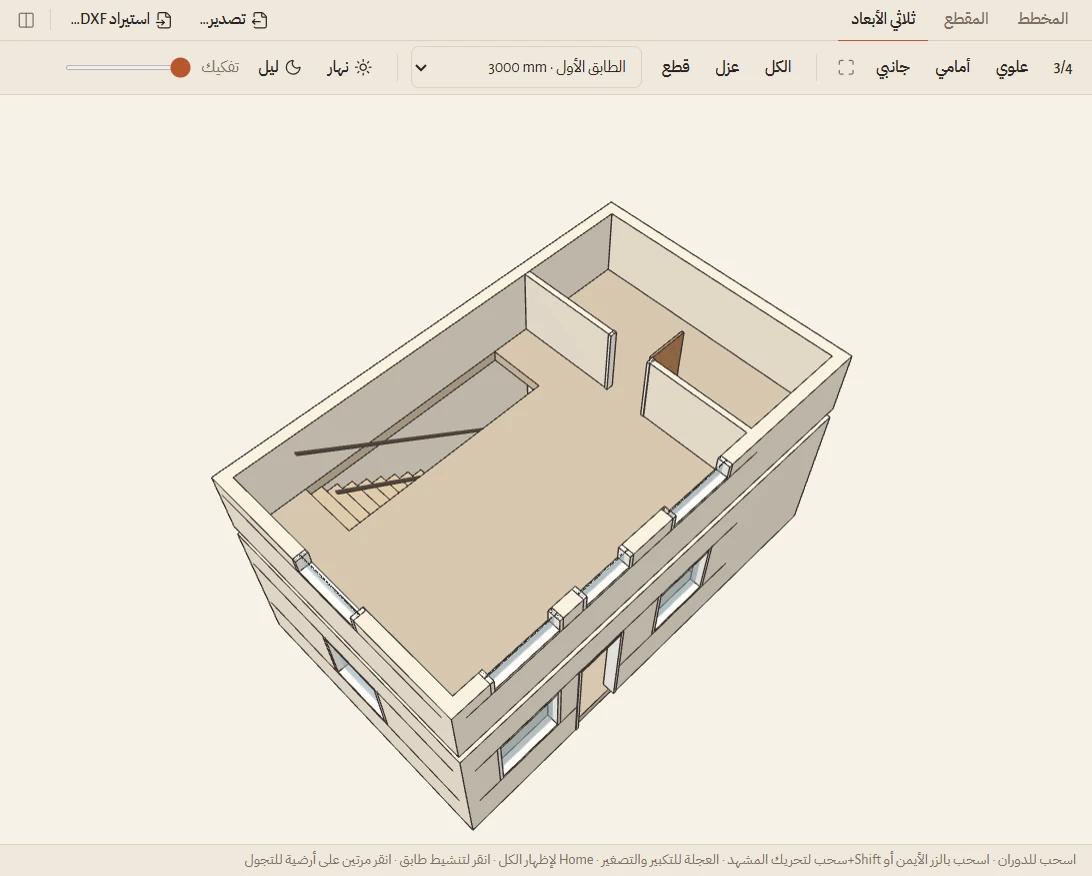 المخطط المقطع ثلاثي الأبعاد تصدير... استيراد DXF...
3/4 علوي أمامي جانبي الكل عزل قطع الطابق الأول · 3000 mm نهار ليل تفكيك
اسحب للدوران · اسحب بالزر الأيمن أو Shift+سحب لتحريك المشهد · العجلة للتكبير والتصغير · Home لإظهار الكل · انقر لتنشيط طابق · انقر مرتين على أرضية للتجول